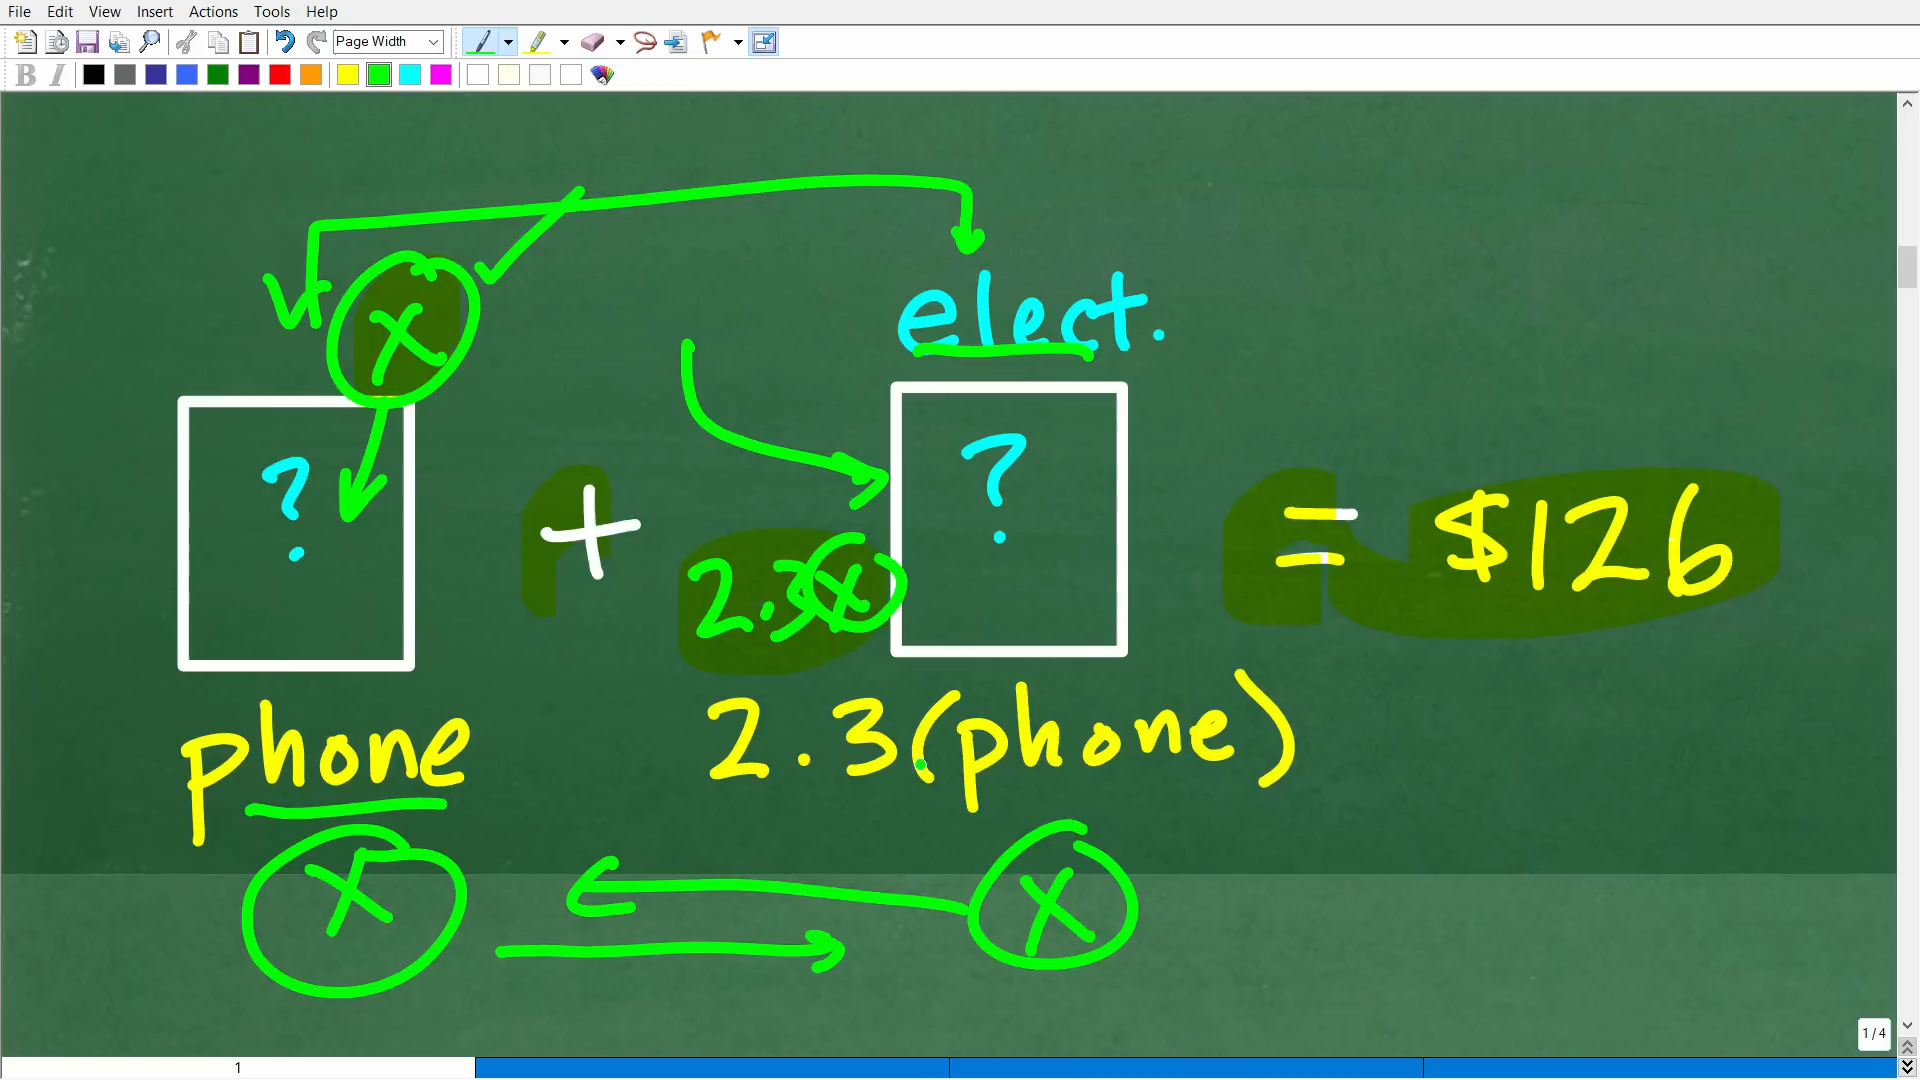 File Edit View Insert Actions Tools Help
Page Width
B I
x
elect.
? + ? = $126
2.3x
phone 2.3(phone)
x x
1/4
1